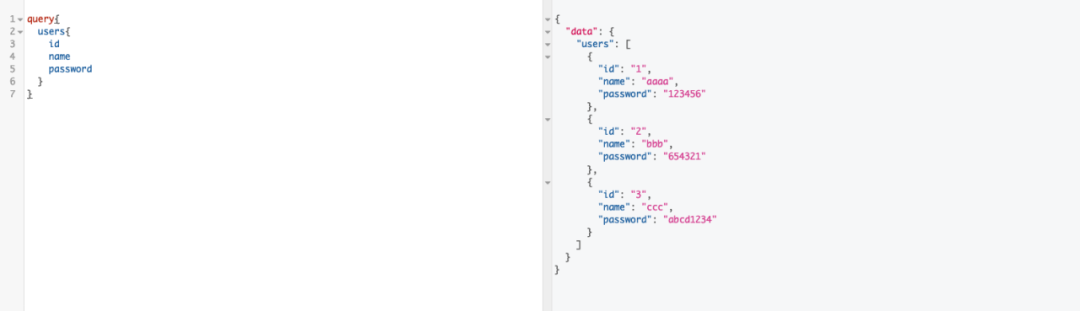 1 query{
2 users{
3 id
4 name
5 password
6 }
7 }
{
"data": {
"users": [
{
"id": "1",
"name": "aaaa",
"password": "123456"
},
{
"id": "2",
"name": "bbb",
"password": "654321"
},
{
"id": "3",
"name": "ccc",
"password": "abcd1234"
}
]
}
}